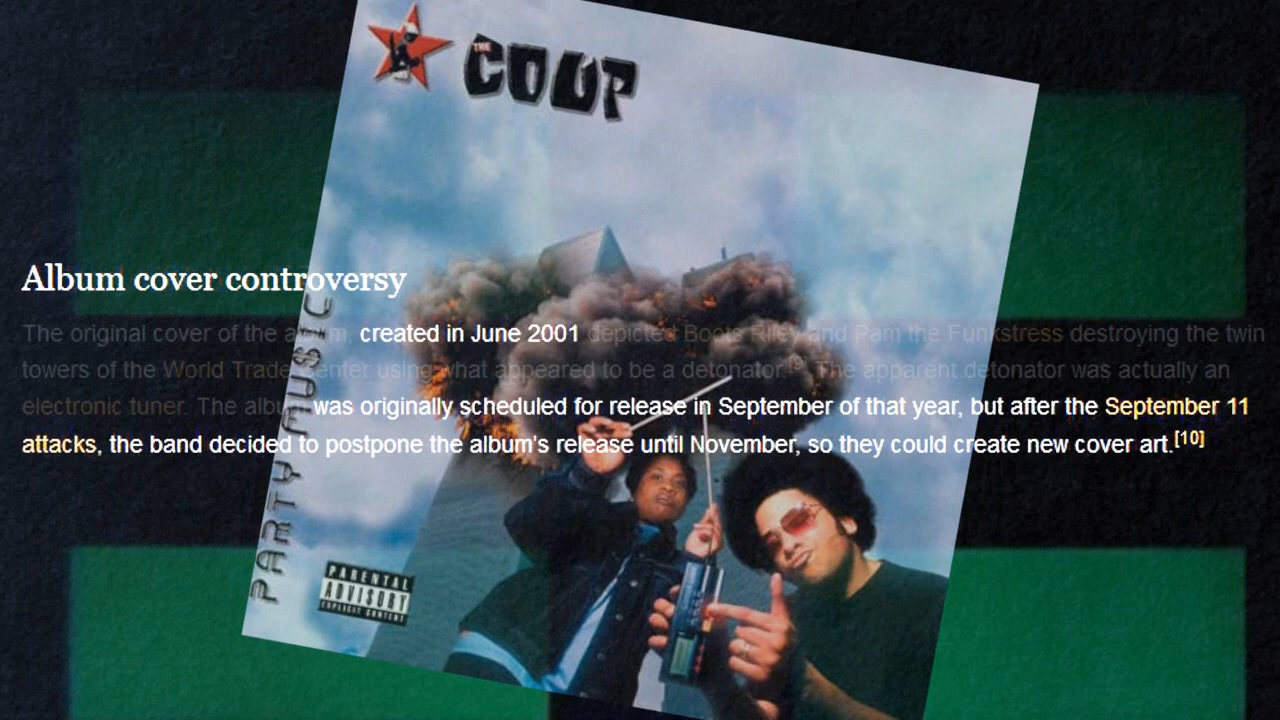 THE COUP
Album cover controversy
The original cover of the album, created in June 2001 depicted Boots Riley and Pam the Funkstress destroying the twin
towers of the World Trade Center using what appeared to be a detonator. The apparent detonator was actually an
electronic tuner. The album was originally scheduled for release in September of that year, but after the September 11
attacks, the band decided to postpone the album's release until November, so they could create new cover art.[10]
PARTY MUSIC
PARENTAL
ADVISORY
EXPLICIT CONTENT